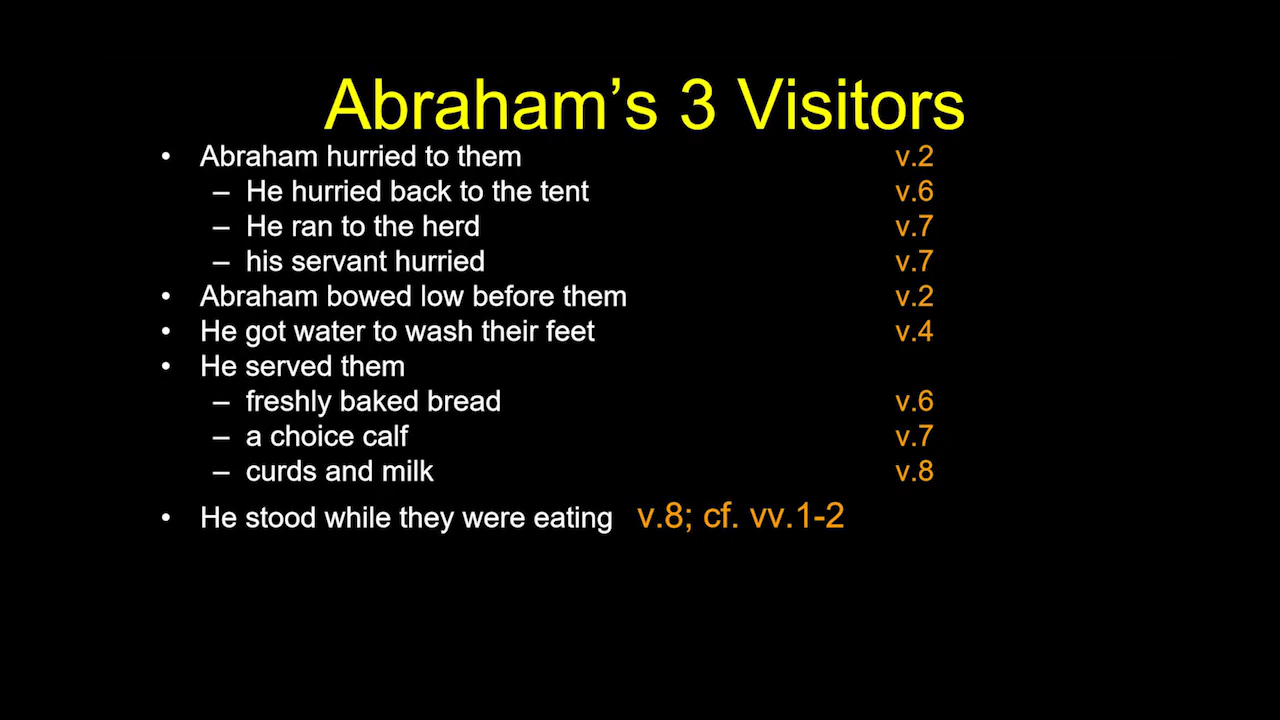 Abraham’s 3 Visitors
• Abraham hurried to them v.2
– He hurried back to the tent v.6
– He ran to the herd v.7
– his servant hurried v.7
• Abraham bowed low before them v.2
• He got water to wash their feet v.4
• He served them
– freshly baked bread v.6
– a choice calf v.7
– curds and milk v.8
• He stood while they were eating v.8; cf. vv.1-2